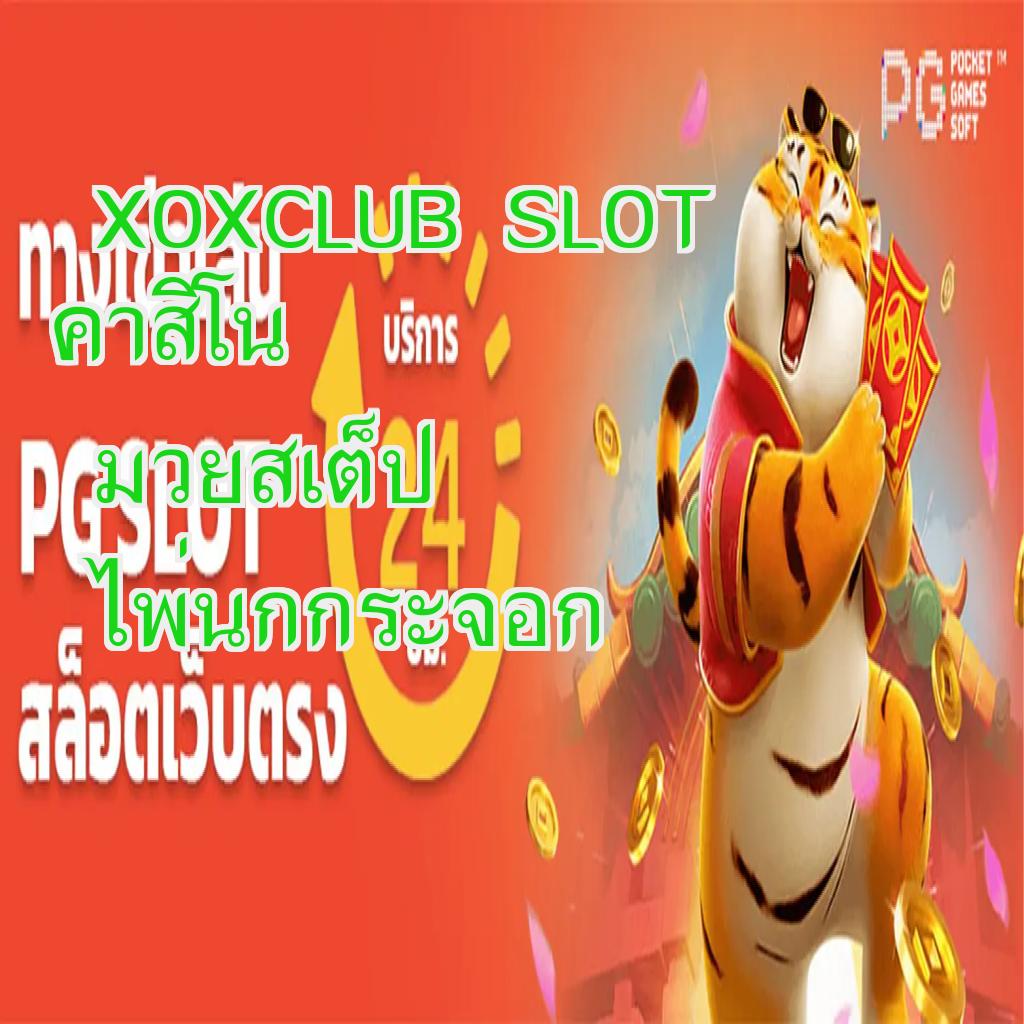 POCKET
GAMES
SOFT
PG
TM
XOXCLUB SLOT
คาสิโน
บริการ
มวยสเต็ป
24
PG SLOT
ไพ่นกกระจอก
สล็อตเว็บตรง